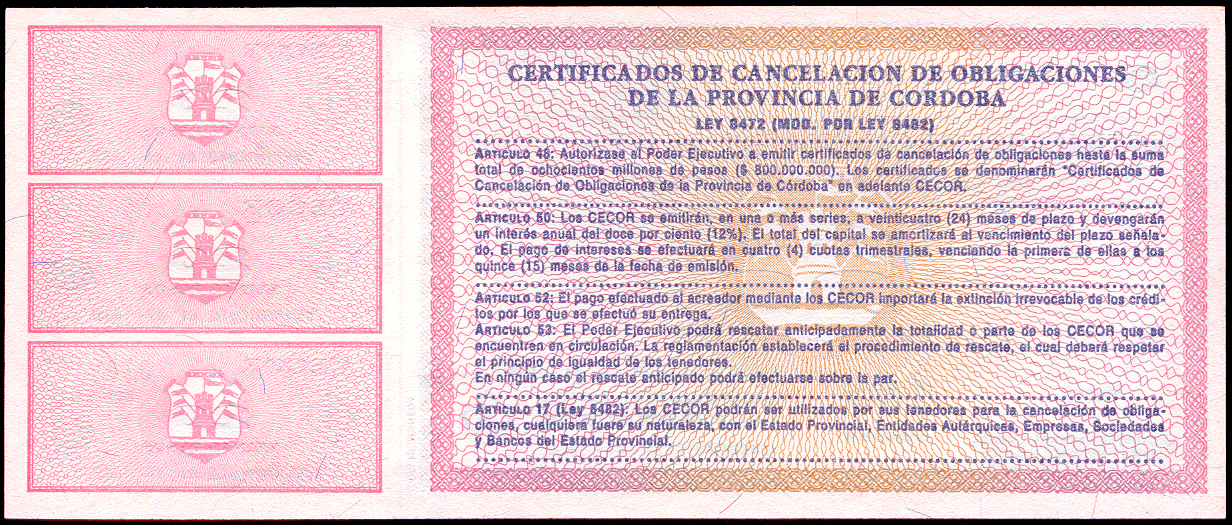 CERTIFICADOS DE CANCELACION DE OBLIGACIONES
DE LA PROVINCIA DE CORDOBA
LEY 8472 (MOD. POR LEY 8482)
ARTICULO 48: Autorízase al Poder Ejecutivo a emitir certificados de cancelación de obligaciones hasta la suma
total de ochocientos millones de pesos ($ 800.000.000). Los certificados se denominarán "Certificados de
Cancelación de Obligaciones de la Provincia de Córdoba" en adelante CECOR.
ARTICULO 50: Los CECOR se emitirán, en una o más series, a veinticuatro (24) meses de plazo y devengarán
un interés anual del doce por ciento (12%). El total del capital se amortizará al vencimiento del plazo señala-
do. El pago de intereses se efectuará en cuatro (4) cuotas trimestrales, venciendo la primera de ellas a los
quince (15) meses de la fecha de emisión.
ARTICULO 52: El pago efectuado al acreedor mediante los CECOR importará la extinción irrevocable de los crédi-
tos por los que se efectuó su entrega.
ARTICULO 53: El Poder Ejecutivo podrá rescatar anticipadamente la totalidad o parte de los CECOR que se
encuentren en circulación. La reglamentación establecerá el procedimiento de rescate, el cual deberá respetar
el principio de igualdad de los tenedores.
En ningún caso el rescate anticipado podrá efectuarse sobre la par.
ARTICULO 17 (Ley 8482): Los CECOR podrán ser utilizados por sus tenedores para la cancelación de obliga-
ciones, cualquiera fuere su naturaleza, con el Estado Provincial, Entidades Autárquicas, Empresas, Sociedades
y Bancos del Estado Provincial.